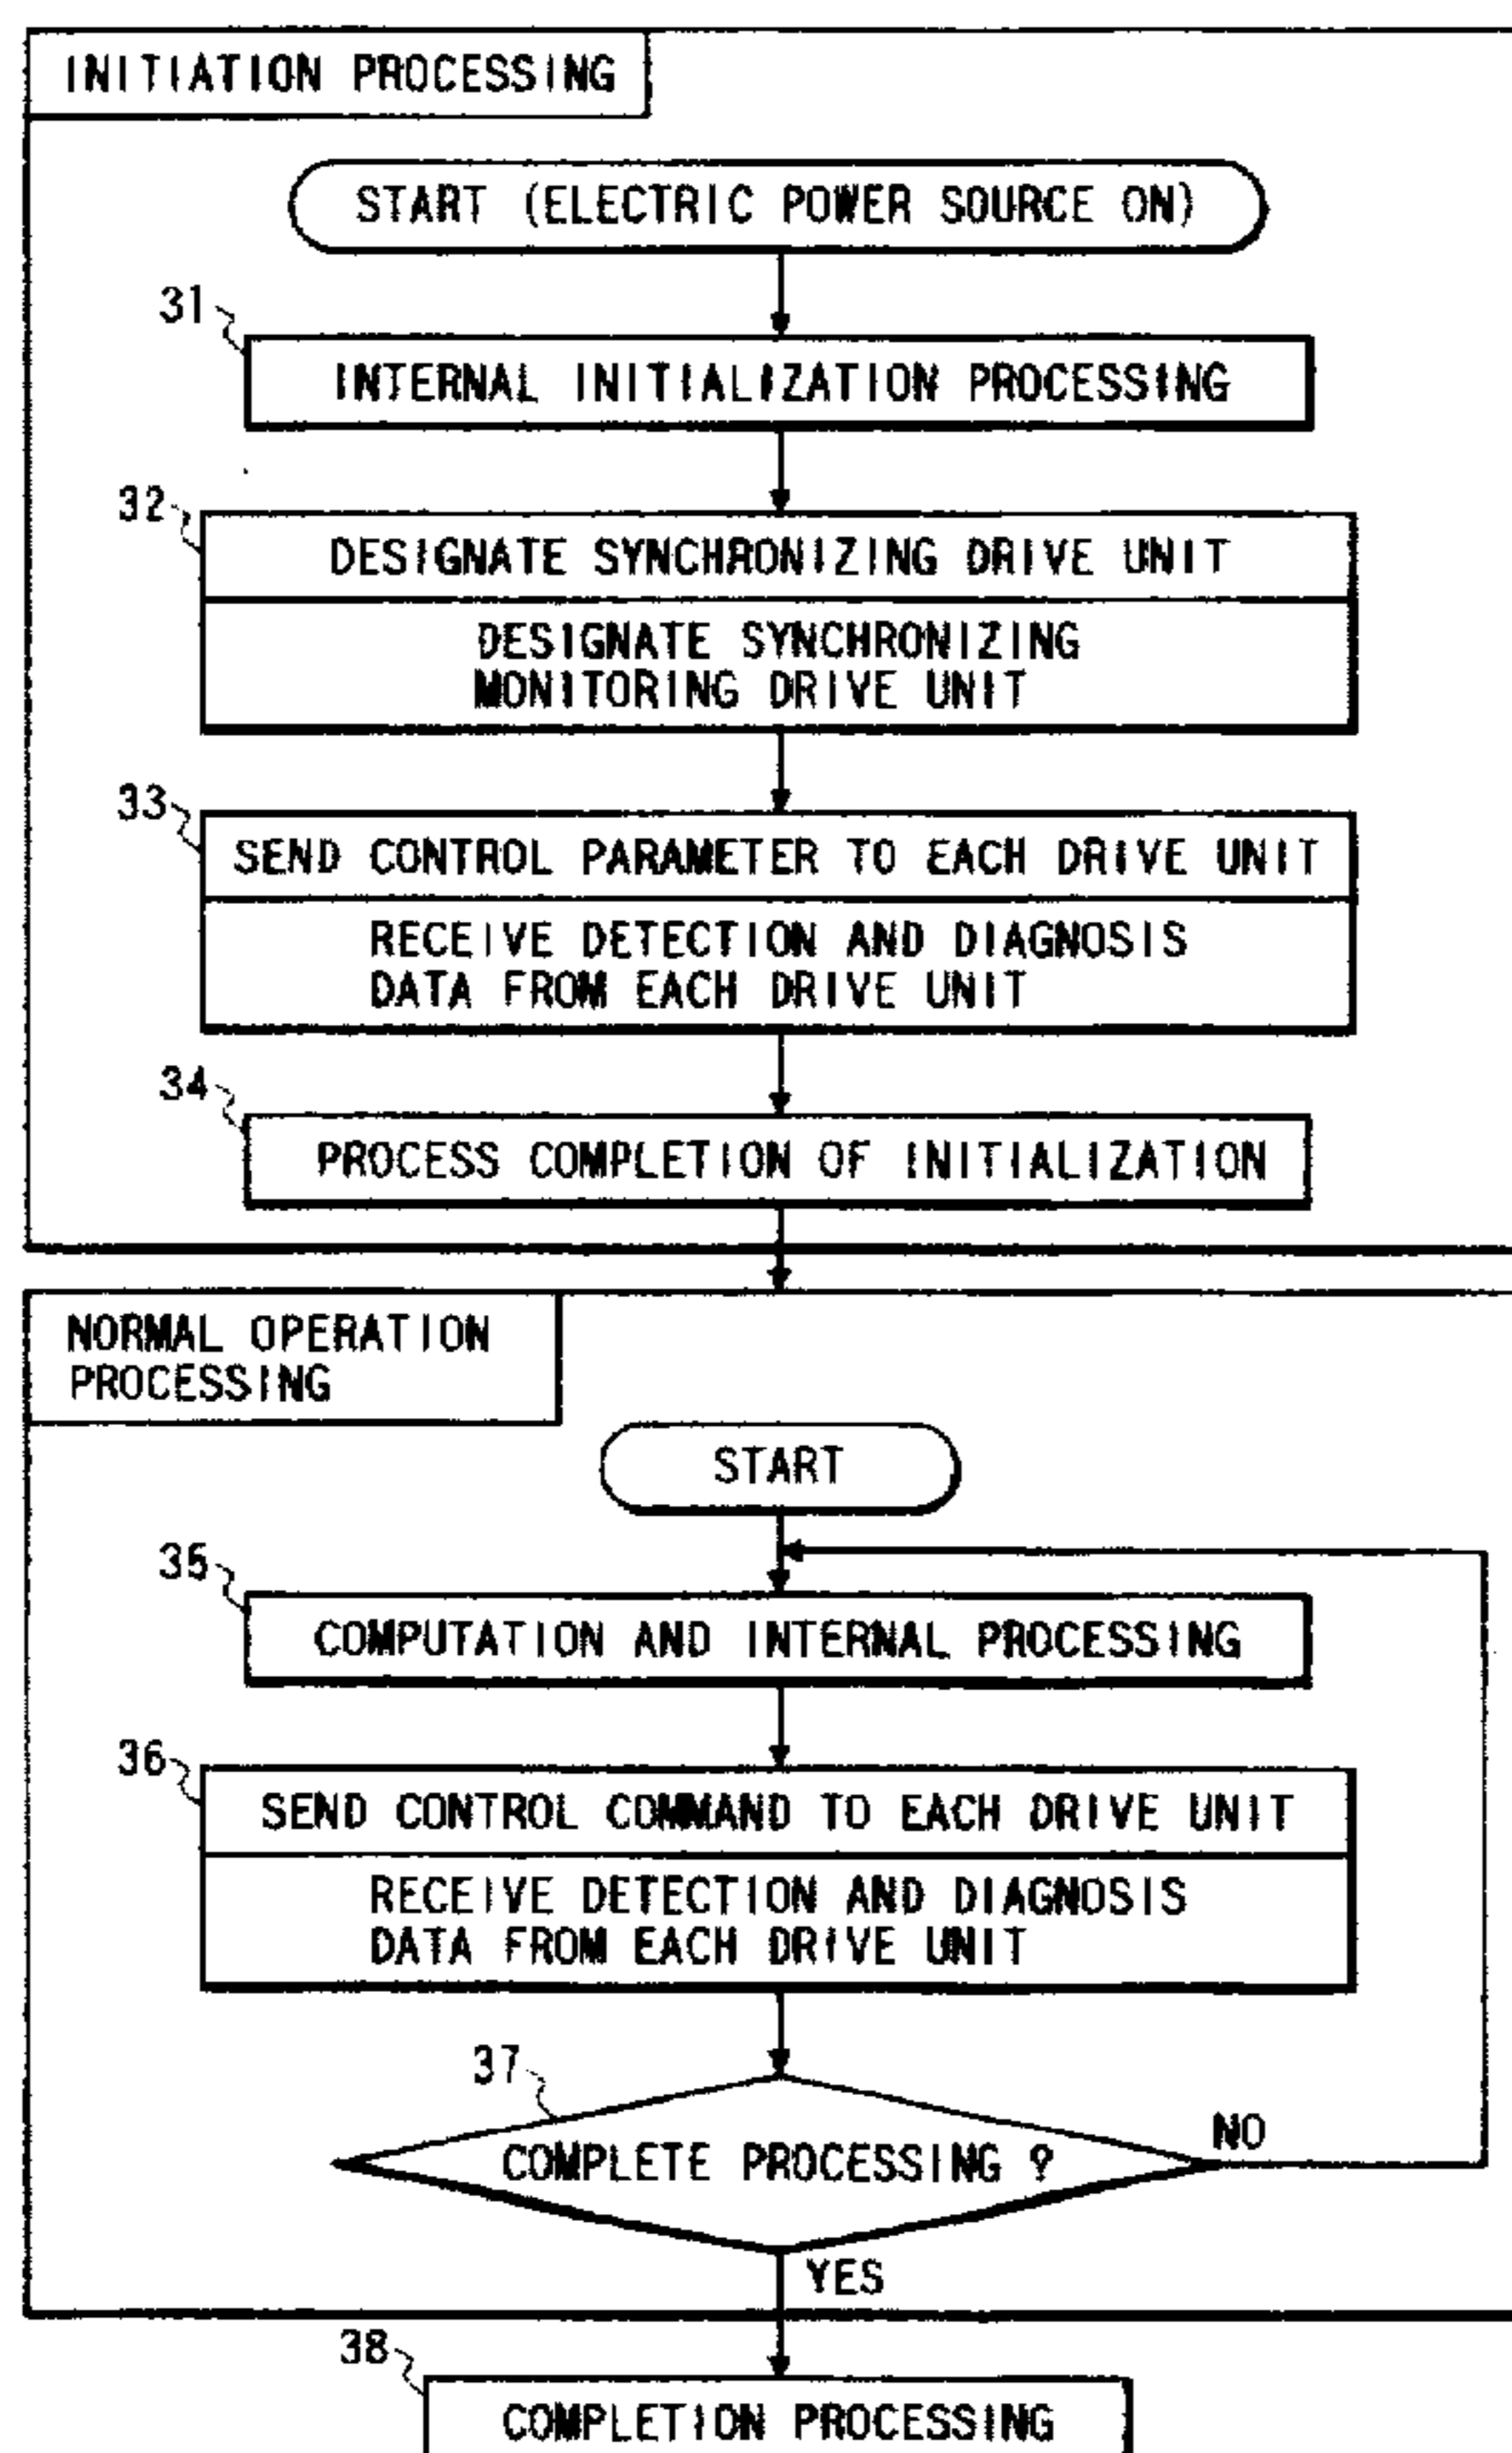 INITIATION PROCESSING
START (ELECTRIC POWER SOURCE ON)
31
INTERNAL INITIALIZATION PROCESSING
32
DESIGNATE SYNCHRONIZING DRIVE UNIT
DESIGNATE SYNCHRONIZING
MONITORING DRIVE UNIT
33
SEND CONTROL PARAMETER TO EACH DRIVE UNIT
RECEIVE DETECTION AND DIAGNOSIS
DATA FROM EACH DRIVE UNIT
34
PROCESS COMPLETION OF INITIALIZATION
NORMAL OPERATION
PROCESSING
START
35
COMPUTATION AND INTERNAL PROCESSING
36
SEND CONTROL COMMAND TO EACH DRIVE UNIT
RECEIVE DETECTION AND DIAGNOSIS
DATA FROM EACH DRIVE UNIT
37
COMPLETE PROCESSING ?
NO
YES
38
COMPLETION PROCESSING